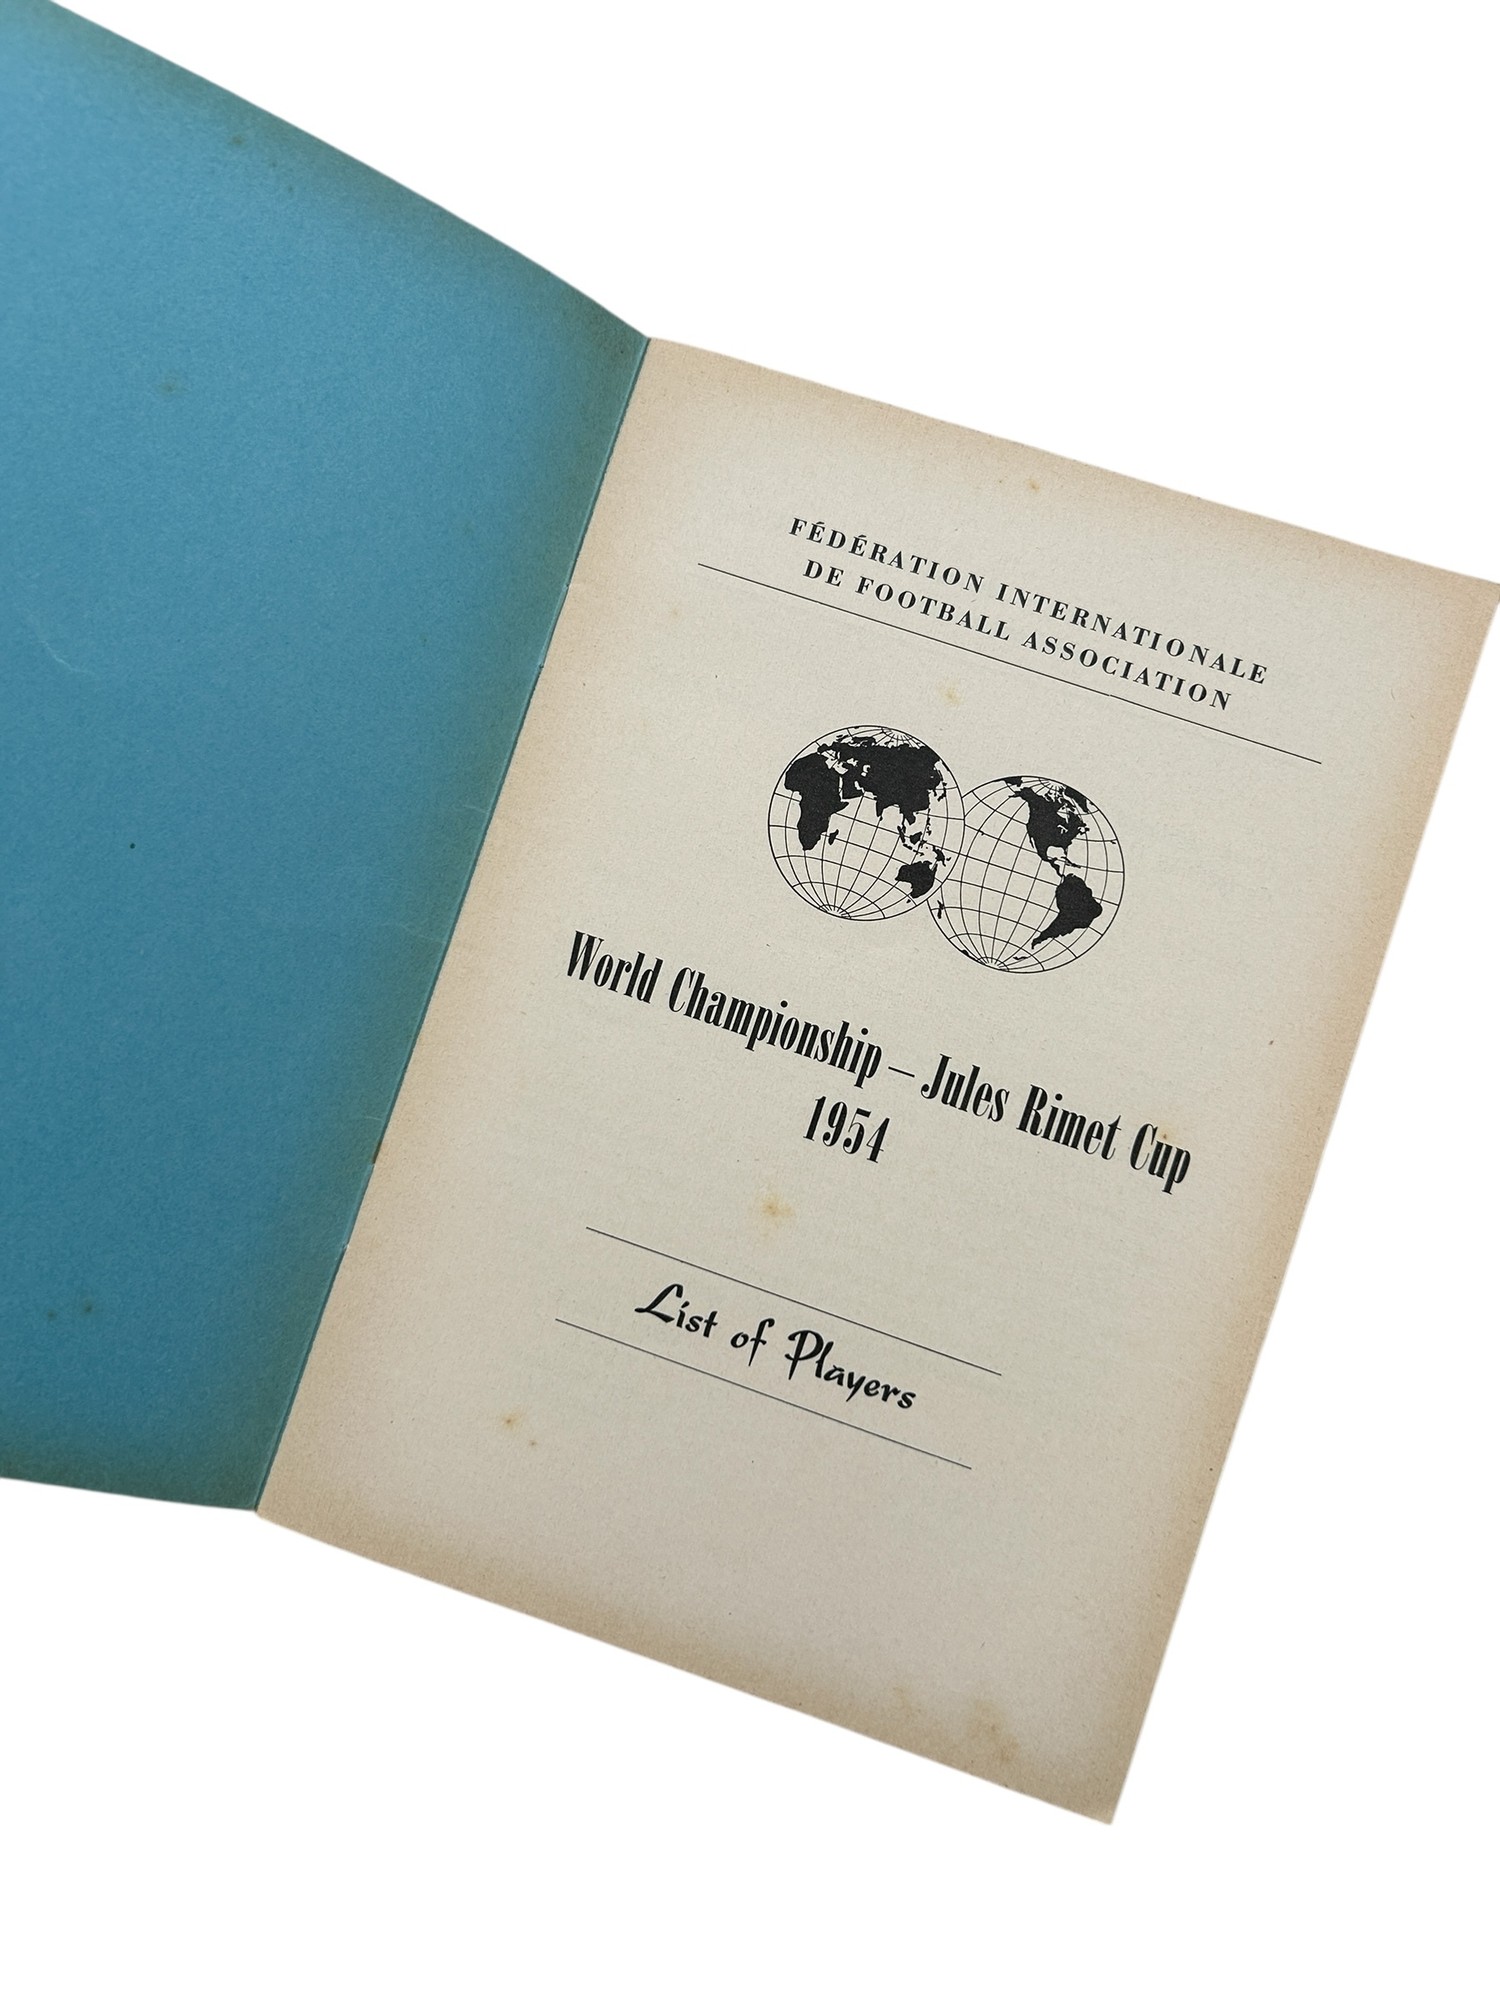 FÉDÉRATION INTERNATIONALE
DE FOOTBALL ASSOCIATION
World Championship – Jules Rimet Cup
1954
List of Players